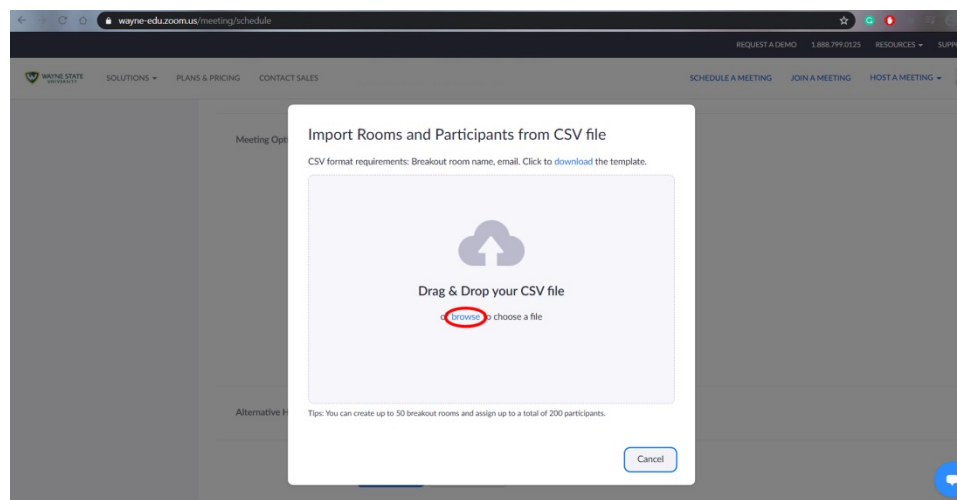 wayne-edu.zoom.us/meeting/schedule
REQUEST A DEMO 1.888.799.0125 RESOURCES SUPP
WAYNE STATE
UNIVERSITY
SOLUTIONS PLANS & PRICING CONTACT SALES SCHEDULE A MEETING JOIN A MEETING HOST A MEETING
Meeting Opt
Import Rooms and Participants from CSV file
CSV format requirements: Breakout room name, email. Click to download the template.
Drag & Drop your CSV file
browse choose a file
Alternative H
Tips: You can create up to 50 breakout rooms and assign up to a total of 200 participants.
Cancel